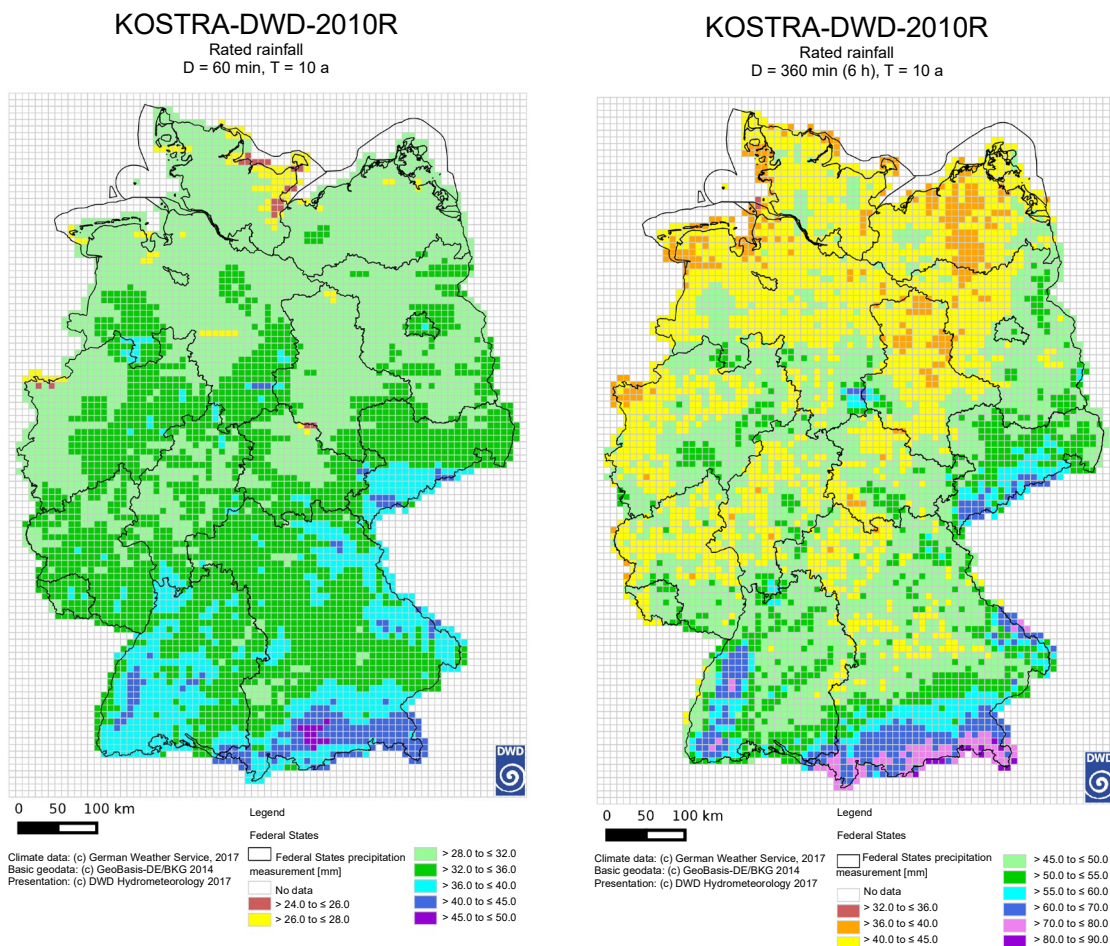 KOSTRA-DWD-2010R
Rated rainfall
D = 60 min, T = 10 a
DWD
0 50 100 km
Climate data: (c) German Weather Service, 2017
Basic geodata: (c) GeoBasis-DE/BKG 2014
Presentation: (c) DWD Hydrometeorology 2017
Legend
Federal States
Federal States precipitation
measurement [mm]
No data
> 24.0 to ≤ 26.0
> 26.0 to ≤ 28.0
> 28.0 to ≤ 32.0
> 32.0 to ≤ 36.0
> 36.0 to ≤ 40.0
> 40.0 to ≤ 45.0
> 45.0 to ≤ 50.0
KOSTRA-DWD-2010R
Rated rainfall
D = 360 min (6 h), T = 10 a
DWD
0 50 100 km
Climate data: (c) German Weather Service, 2017
Basic geodata: (c) GeoBasis-DE/BKG 2014
Presentation: (c) DWD Hydrometeorology 2017
Legend
Federal States
Federal States precipitation
measurement [mm]
No data
> 32.0 to ≤ 36.0
> 36.0 to ≤ 40.0
> 40.0 to ≤ 45.0
> 45.0 to ≤ 50.0
> 50.0 to ≤ 55.0
> 55.0 to ≤ 60.0
> 60.0 to ≤ 70.0
> 70.0 to ≤ 80.0
> 80.0 to ≤ 90.0